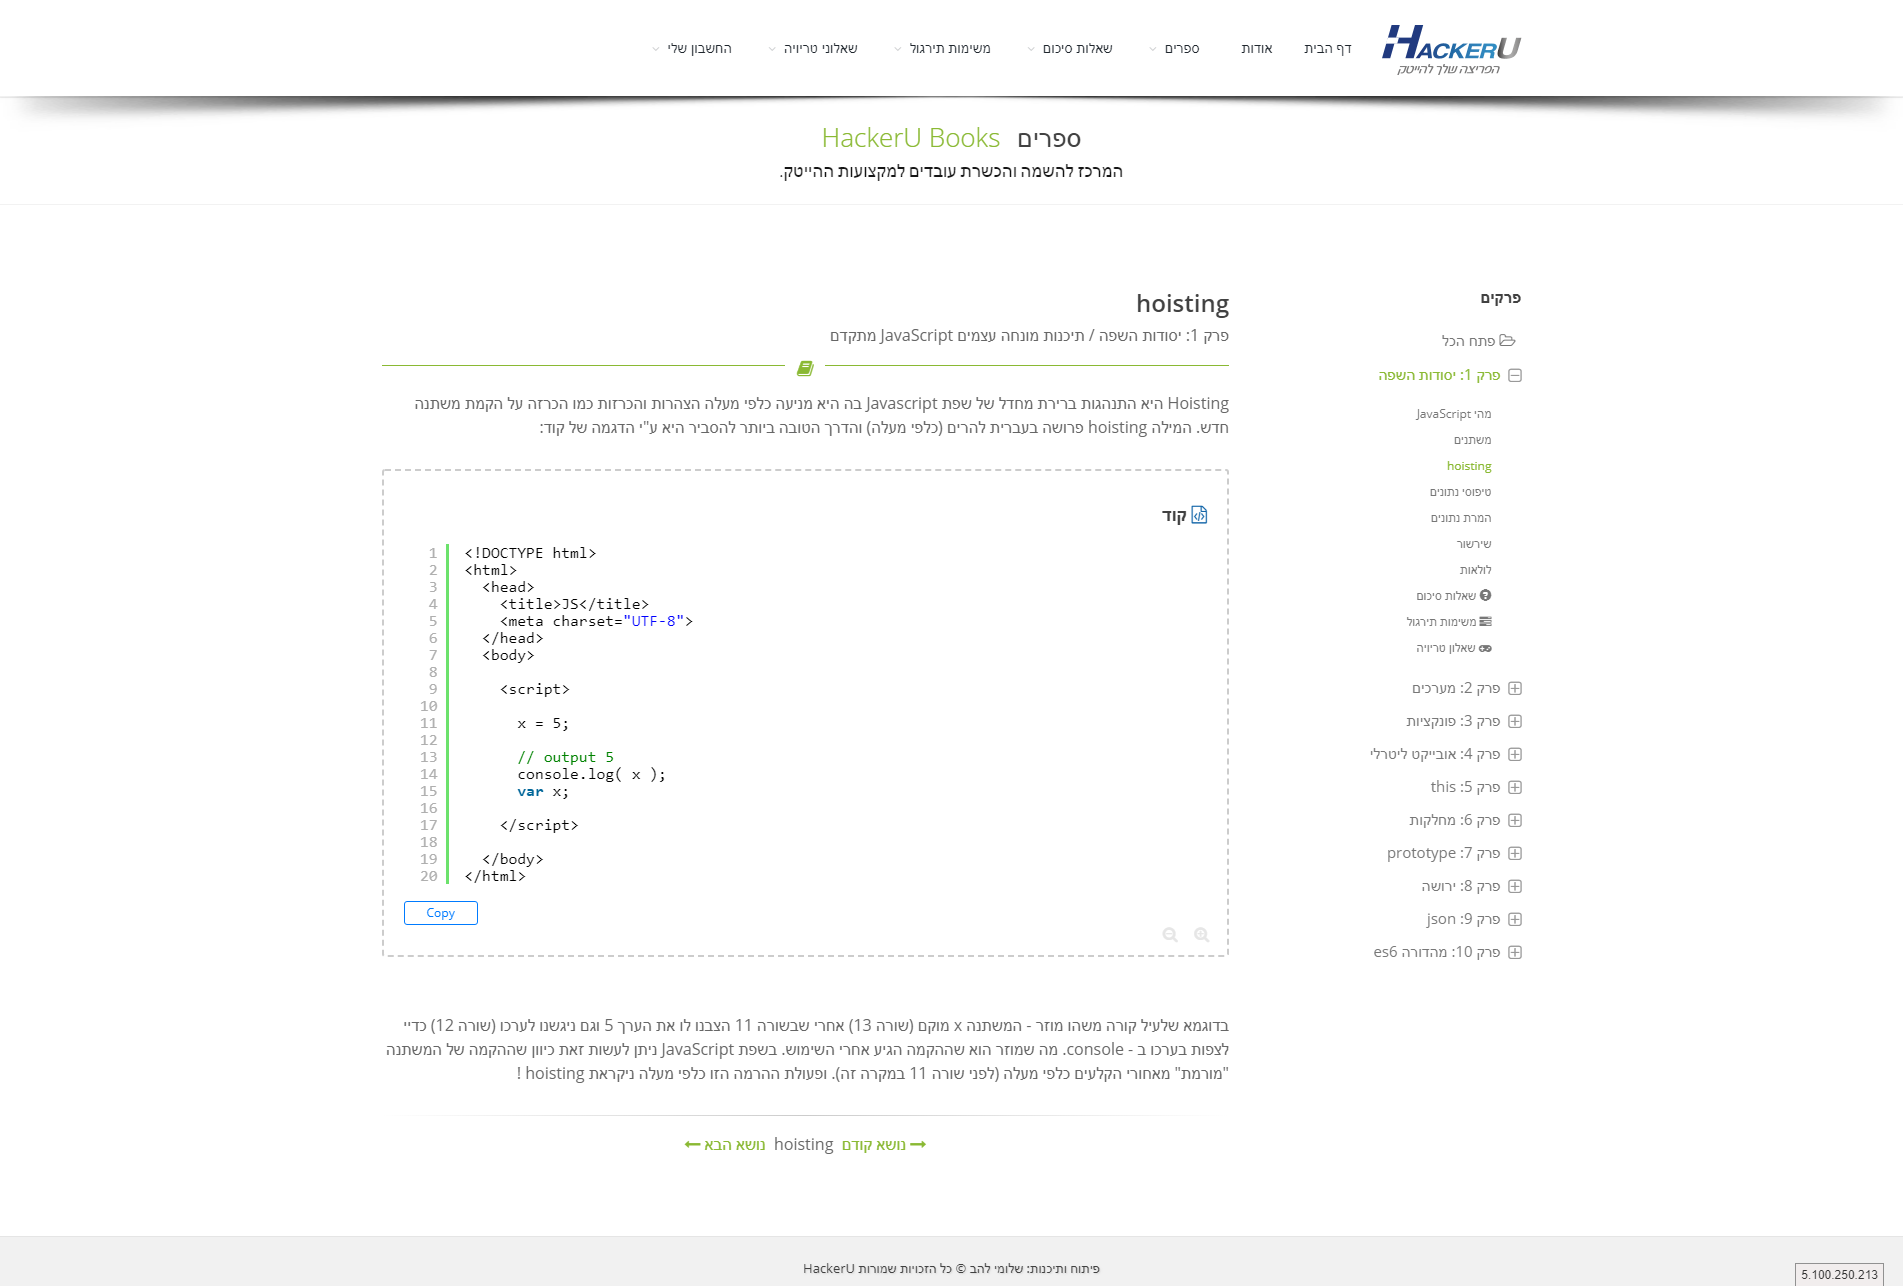 HackerU
הפריצה שלך להייטק
דף הבית
אודות
ספרים
שאלות סיכום
משימות תירגול
שאלוני טריויה
החשבון שלי
ספרים HackerU Books
המרכז להשמה והכשרת עובדים למקצועות ההייטק.
פרקים
פתח הכל
פרק 1: יסודות השפה
מהי JavaScript
משתנים
hoisting
טיפוסי נתונים
המרת נתונים
שירשור
לולאות
שאלות סיכום
משימות תירגול
שאלון טריויה
פרק 2: מערכים
פרק 3: פונקציות
פרק 4: אובייקט ליטרלי
פרק 5: this
פרק 6: מחלקות
פרק 7: prototype
פרק 8: ירושה
פרק 9: json
פרק 10: מהדורה es6
hoisting
פרק 1: יסודות השפה / תיכנות מונחה עצמים JavaScript מתקדם
Hoisting היא התנהגות ברירת מחדל של שפת Javascript בה היא מניעה כלפי מעלה הצהרות והכרזות כמו הכרזה על הקמת משתנה
חדש. המילה hoisting פרושה בעברית להרים (כלפי מעלה) והדרך הטובה ביותר להסביר היא ע"י הדגמה של קוד:
קוד
1 <!DOCTYPE html>
2 <html>
3   <head>
4     <title>JS</title>
5     <meta charset="UTF-8">
6   </head>
7   <body>
8
9     <script>
10
11       x = 5;
12
13       // output 5
14       console.log( x );
15       var x;
16
17     </script>
18
19   </body>
20 </html>
Copy
בדוגמא שלעיל קורה משהו מוזר - המשתנה x מוקם (שורה 13) אחרי שבשורה 11 הצבנו לו את הערך 5 וגם ניגשנו לערכו (שורה 12) כדיי
לצפות בערכו ב - console. מה שמוזר הוא שההקמה הגיע אחרי השימוש. בשפת JavaScript ניתן לעשות זאת כיוון שההקמה של המשתנה
"מורמת" מאחורי הקלעים כלפי מעלה (לפני שורה 11 במקרה זה). ופעולת ההרמה הזו כלפי מעלה ניקראת hoisting !
נושא קודם hoisting נושא הבא
פיתוח ותיכנות: שלומי להב © כל הזכויות שמורות HackerU
5.100.250.213